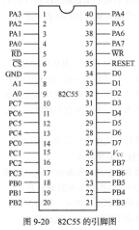 PA3 1 40 PA4
PA2 2 39 PA5
PA1 3 38 PA6
PA0 4 37 PA7
RD 5 36 WR
CS 6 35 RESET
GND 7 34 D0
A1 8 33 D1
A0 9 82C55 32 D2
PC7 10 31 D3
PC6 11 30 D4
PC5 12 29 D5
PC4 13 28 D6
PC0 14 27 D7
PC1 15 26 Vcc
PC2 16 25 PB7
PC3 17 24 PB6
PB0 18 23 PB5
PB1 19 22 PB4
PB2 20 21 PB3
图 9-20 82C55 的引脚图